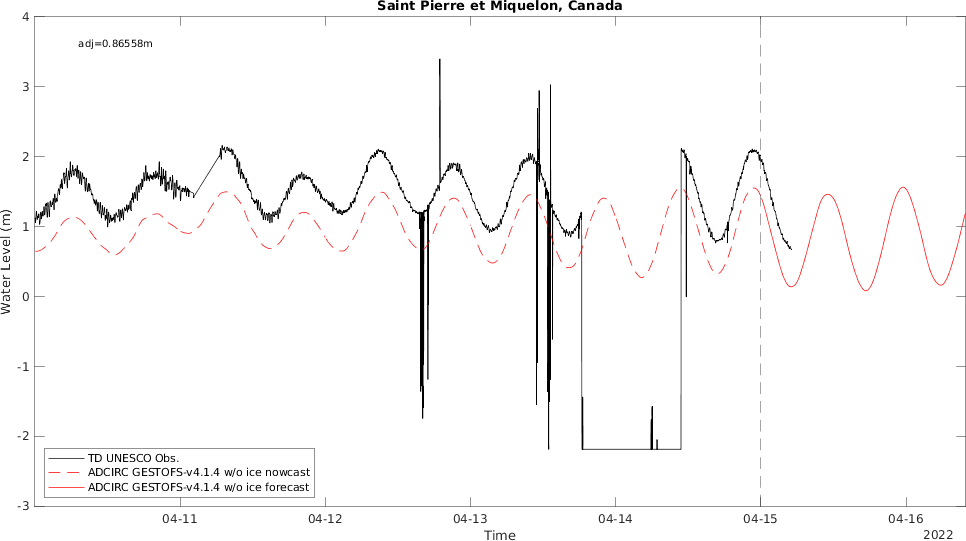 Saint Pierre et Miquelon, Canada
adj=0.86558m
4
3
2
1
0
-1
-2
-3
Water Level (m)
TD UNESCO Obs.
ADCIRC GESTOFS-v4.1.4 w/o ice nowcast
ADCIRC GESTOFS-v4.1.4 w/o ice forecast
04-11 04-12 04-13 04-14 04-15 04-16
Time
2022